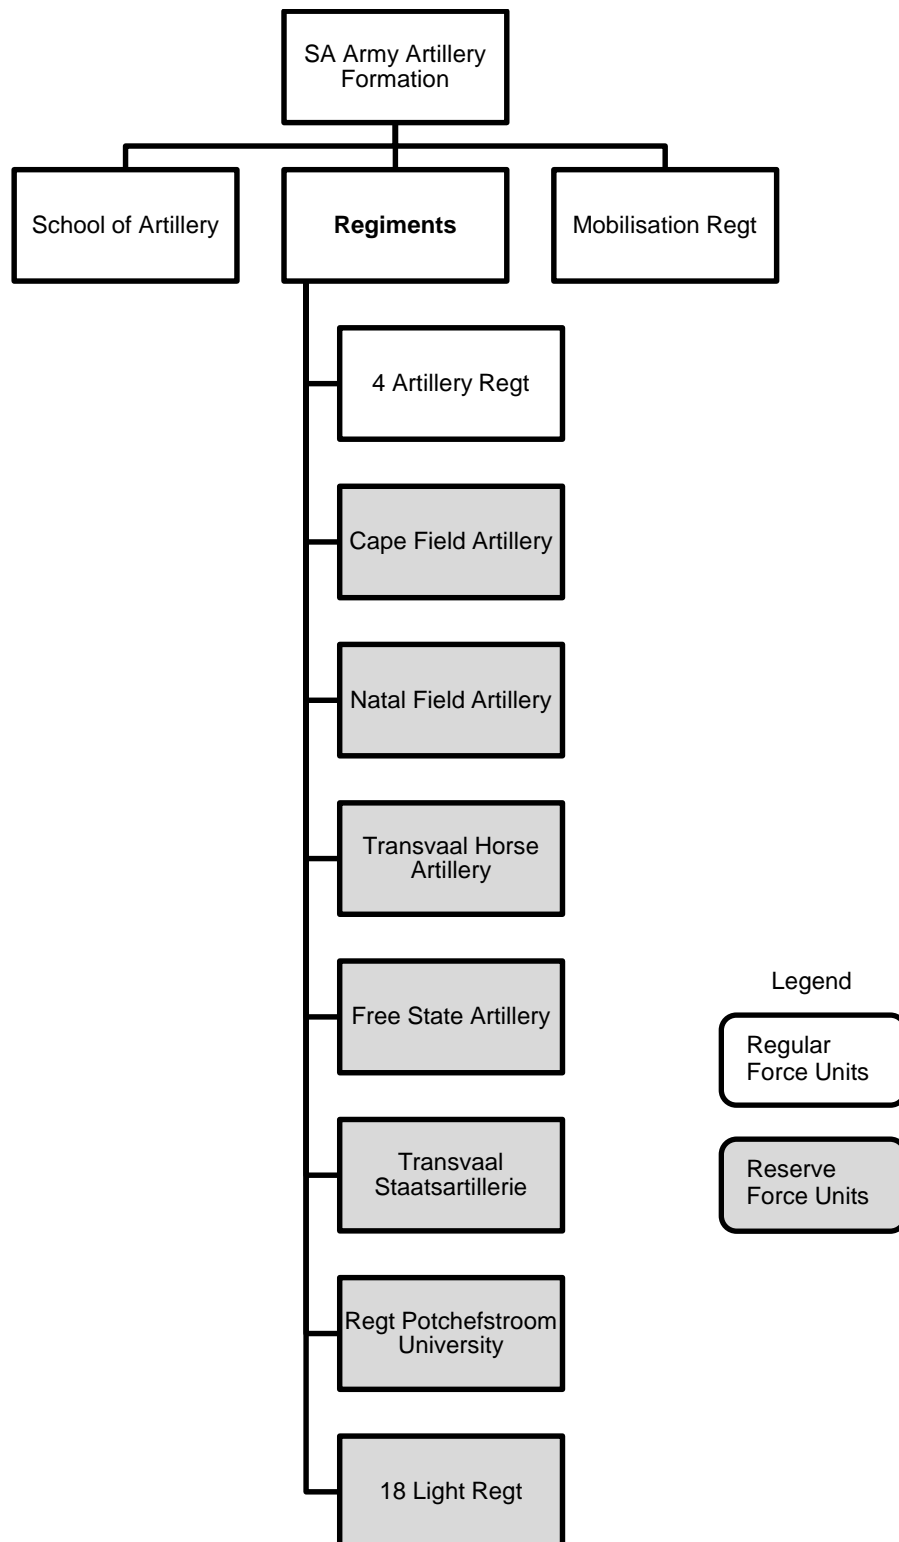 SA Army Artillery
Formation
School of Artillery
Regiments
Mobilisation Regt
4 Artillery Regt
Cape Field Artillery
Natal Field Artillery
Transvaal Horse
Artillery
Free State Artillery
Transvaal
Staatsartillerie
Regt Potchefstroom
University
18 Light Regt
Legend
Regular
Force Units
Reserve
Force Units